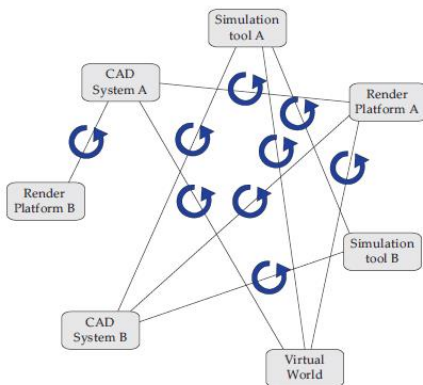 Simulation
tool A
CAD
System A
Render
Platform A
Render
Platform B
Simulation
tool B
CAD
System B
Virtual
World